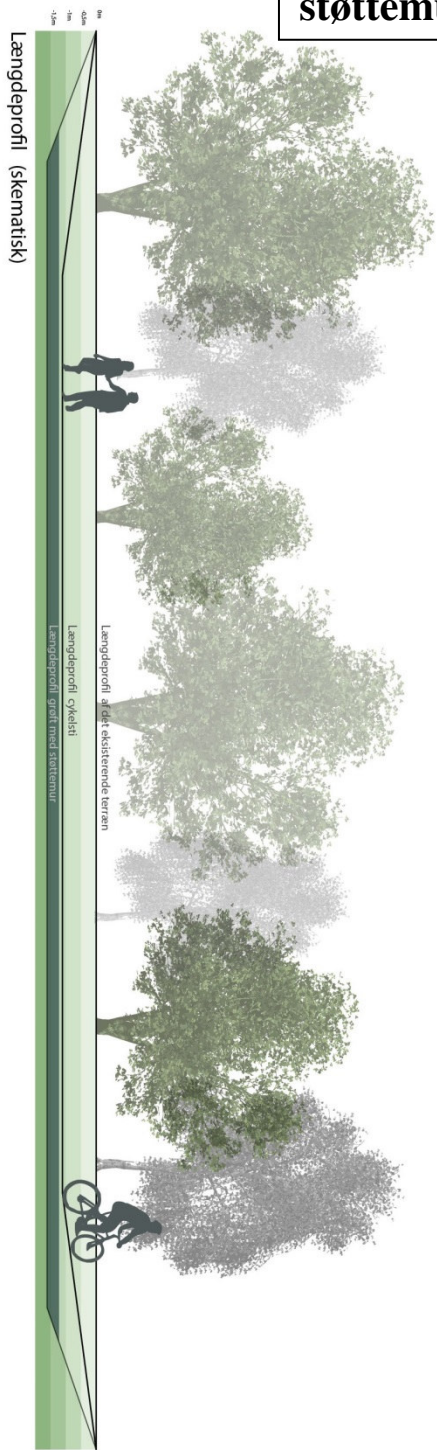 støttemu
0m
-0,5m
-1m
-1,5m
Længdeprofil af det eksisterende terræn
Længdeprofil cykelsti
Længdeprofil grøft med støttemur
Længdeprofil (skematisk)